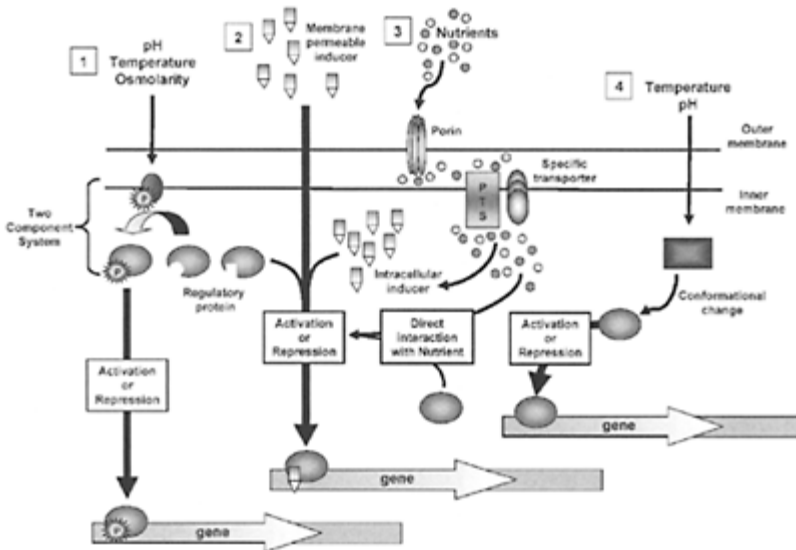 1
pH
Temperature
Osmolarity
2
Membrane
permeable
inducer
3
Nutrients
4
Temperature
pH
Porin
Outer
membrane
Specific
transporter
PTS
Inner
membrane
Two
Component
System
P
P
Regulatory
protein
Intracellular
inducer
Conformational
change
Activation
or
Repression
Direct
Interaction
with Nutrient
Activation
or
Repression
Activation
or
Repression
gene
gene
P
gene